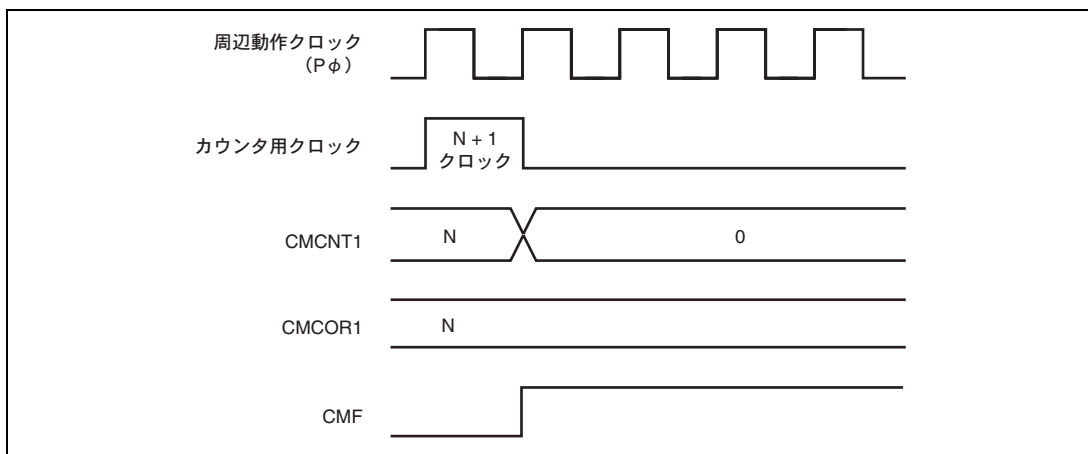 周辺動作クロック
（Pφ）
カウンタ用クロック
N + 1
クロック
CMCNT1
N
0
CMCOR1
N
CMF